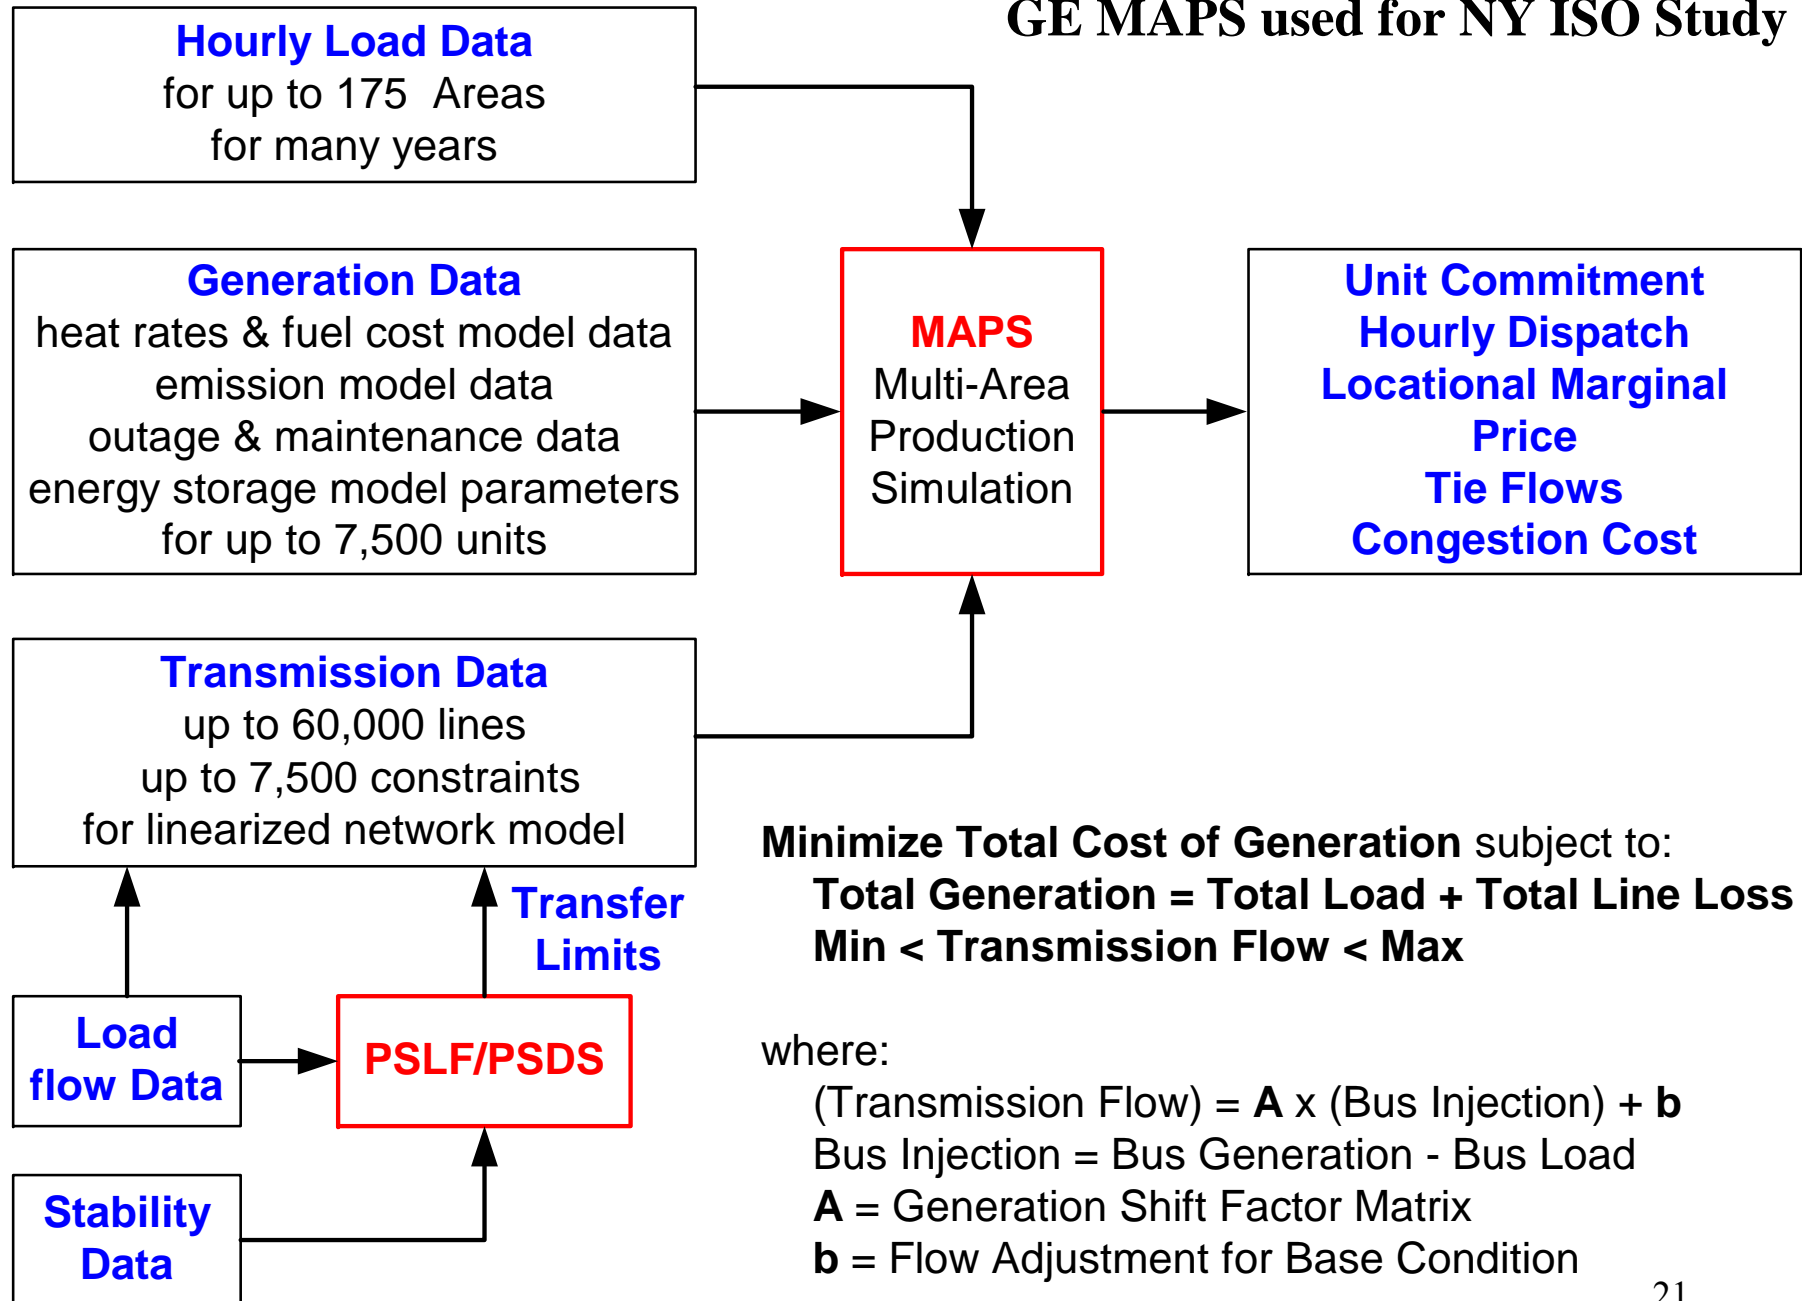 GE MAPS used for NY ISO Study
Hourly Load Data
for up to 175 Areas
for many years
Generation Data
heat rates & fuel cost model data
emission model data
outage & maintenance data
energy storage model parameters
for up to 7,500 units
MAPS
Multi-Area
Production
Simulation
Unit Commitment
Hourly Dispatch
Locational Marginal
Price
Tie Flows
Congestion Cost
Transmission Data
up to 60,000 lines
up to 7,500 constraints
for linearized network model
Transfer
Limits
Load
flow Data
PSLF/PSDS
Stability
Data
Minimize Total Cost of Generation subject to:
Total Generation = Total Load + Total Line Loss
Min < Transmission Flow < Max
where:
(Transmission Flow) = A x (Bus Injection) + b
Bus Injection = Bus Generation - Bus Load
A = Generation Shift Factor Matrix
b = Flow Adjustment for Base Condition
21